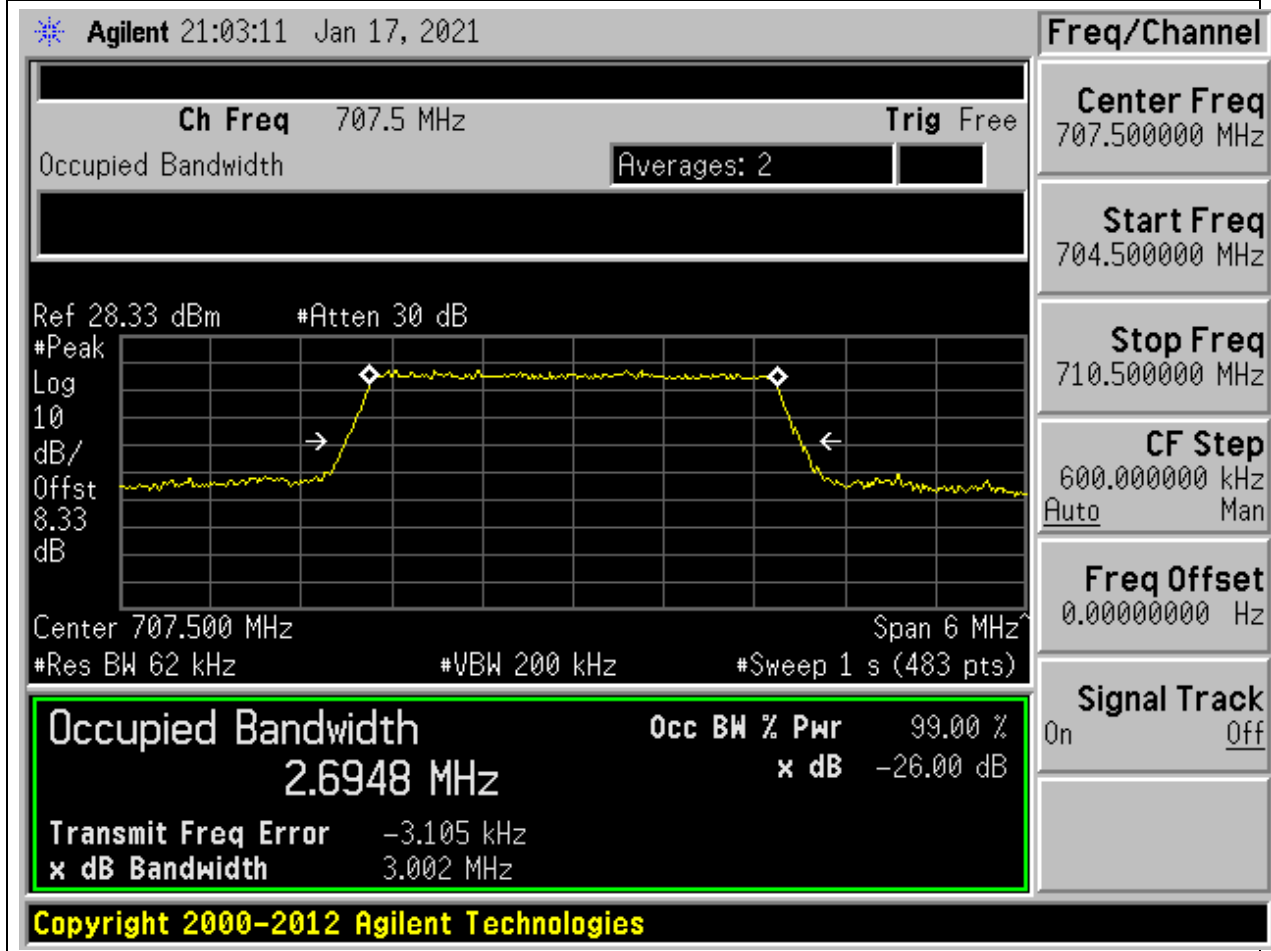 Agilent 21:03:11 Jan 17, 2021
Freq/Channel
Ch Freq 707.5 MHz Trig Free
Occupied Bandwidth Averages: 2
Ref 28.33 dBm #Atten 30 dB
#Peak
Log
10
dB/
Offst
8.33
dB
Center 707.500 MHz Span 6 MHz^
#Res BW 62 kHz #VBW 200 kHz #Sweep 1 s (483 pts)
Occupied Bandwidth
2.6948 MHz
Occ BW % Pwr 99.00 %
x dB -26.00 dB
Transmit Freq Error -3.105 kHz
x dB Bandwidth 3.002 MHz
Center Freq
707.500000 MHz
Start Freq
704.500000 MHz
Stop Freq
710.500000 MHz
CF Step
600.000000 kHz
Auto Man
Freq Offset
0.00000000 Hz
Signal Track
On Off
Copyright 2000-2012 Agilent Technologies